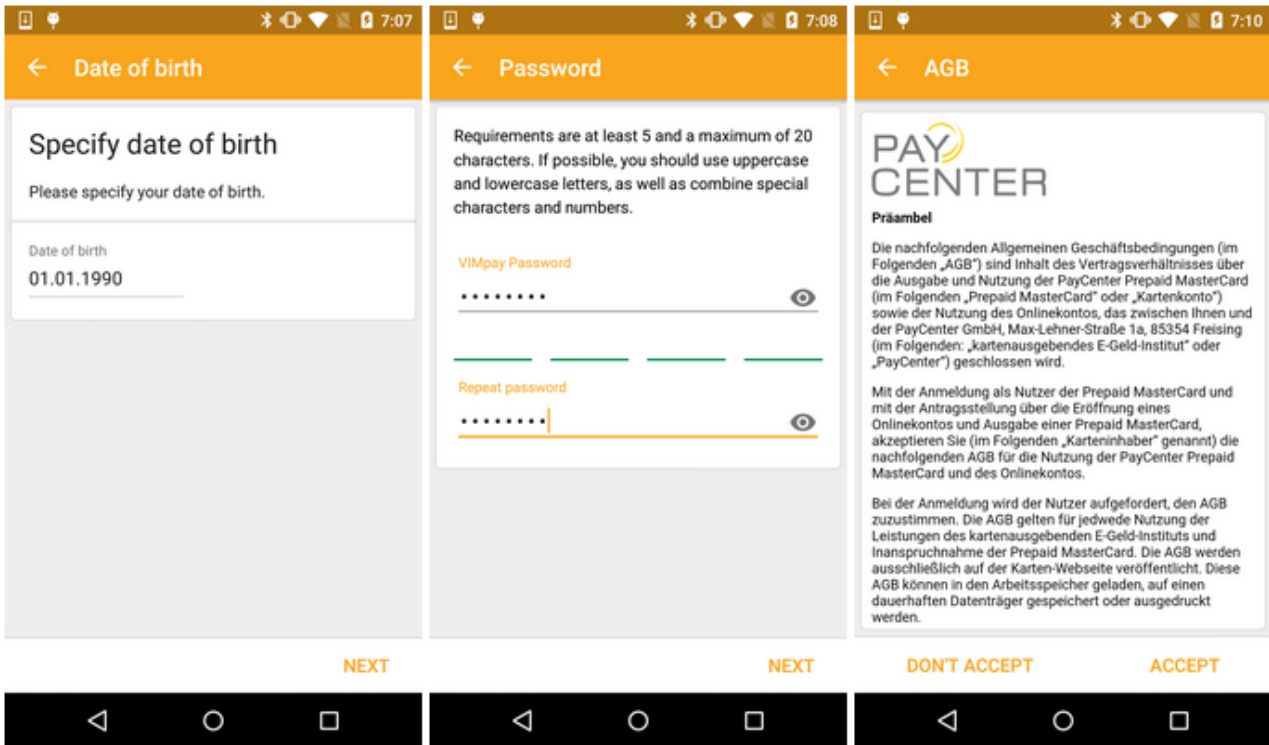 7:07
Date of birth
Specify date of birth
Please specify your date of birth.
Date of birth
01.01.1990
NEXT
7:08
Password
Requirements are at least 5 and a maximum of 20
characters. If possible, you should use uppercase
and lowercase letters, as well as combine special
characters and numbers.
VIMpay Password
Repeat password
NEXT
7:10
AGB
PAY
CENTER
Präambel
Die nachfolgenden Allgemeinen Geschäftsbedingungen (im
Folgenden „AGB“) sind Inhalt des Vertragsverhältnisses über
die Ausgabe und Nutzung der PayCenter Prepaid MasterCard
(im Folgenden „Prepaid MasterCard“ oder „Kartenkonto“)
sowie der Nutzung des Onlinekontos, das zwischen Ihnen und
der PayCenter GmbH, Max-Lehner-Straße 1a, 85354 Freising
(im Folgenden: „kartenausgebendes E-Geld-Institut“ oder
„PayCenter“) geschlossen wird.
Mit der Anmeldung als Nutzer der Prepaid MasterCard und
mit der Antragsstellung über die Eröffnung eines
Onlinekontos und Ausgabe einer Prepaid MasterCard,
akzeptieren Sie (im Folgenden „Karteninhaber“ genannt) die
nachfolgenden AGB für die Nutzung der PayCenter Prepaid
MasterCard und des Onlinekontos.
Bei der Anmeldung wird der Nutzer aufgefordert, den AGB
zuzustimmen. Die AGB gelten für jedwede Nutzung der
Leistungen des kartenausgebenden E-Geld-Instituts und
Inanspruchnahme der Prepaid MasterCard. Die AGB werden
ausschließlich auf der Karten-Webseite veröffentlicht. Diese
AGB können in den Arbeitsspeicher geladen, auf einen
dauerhaften Datenträger gespeichert oder ausgedruckt
werden.
DON'T ACCEPT
ACCEPT